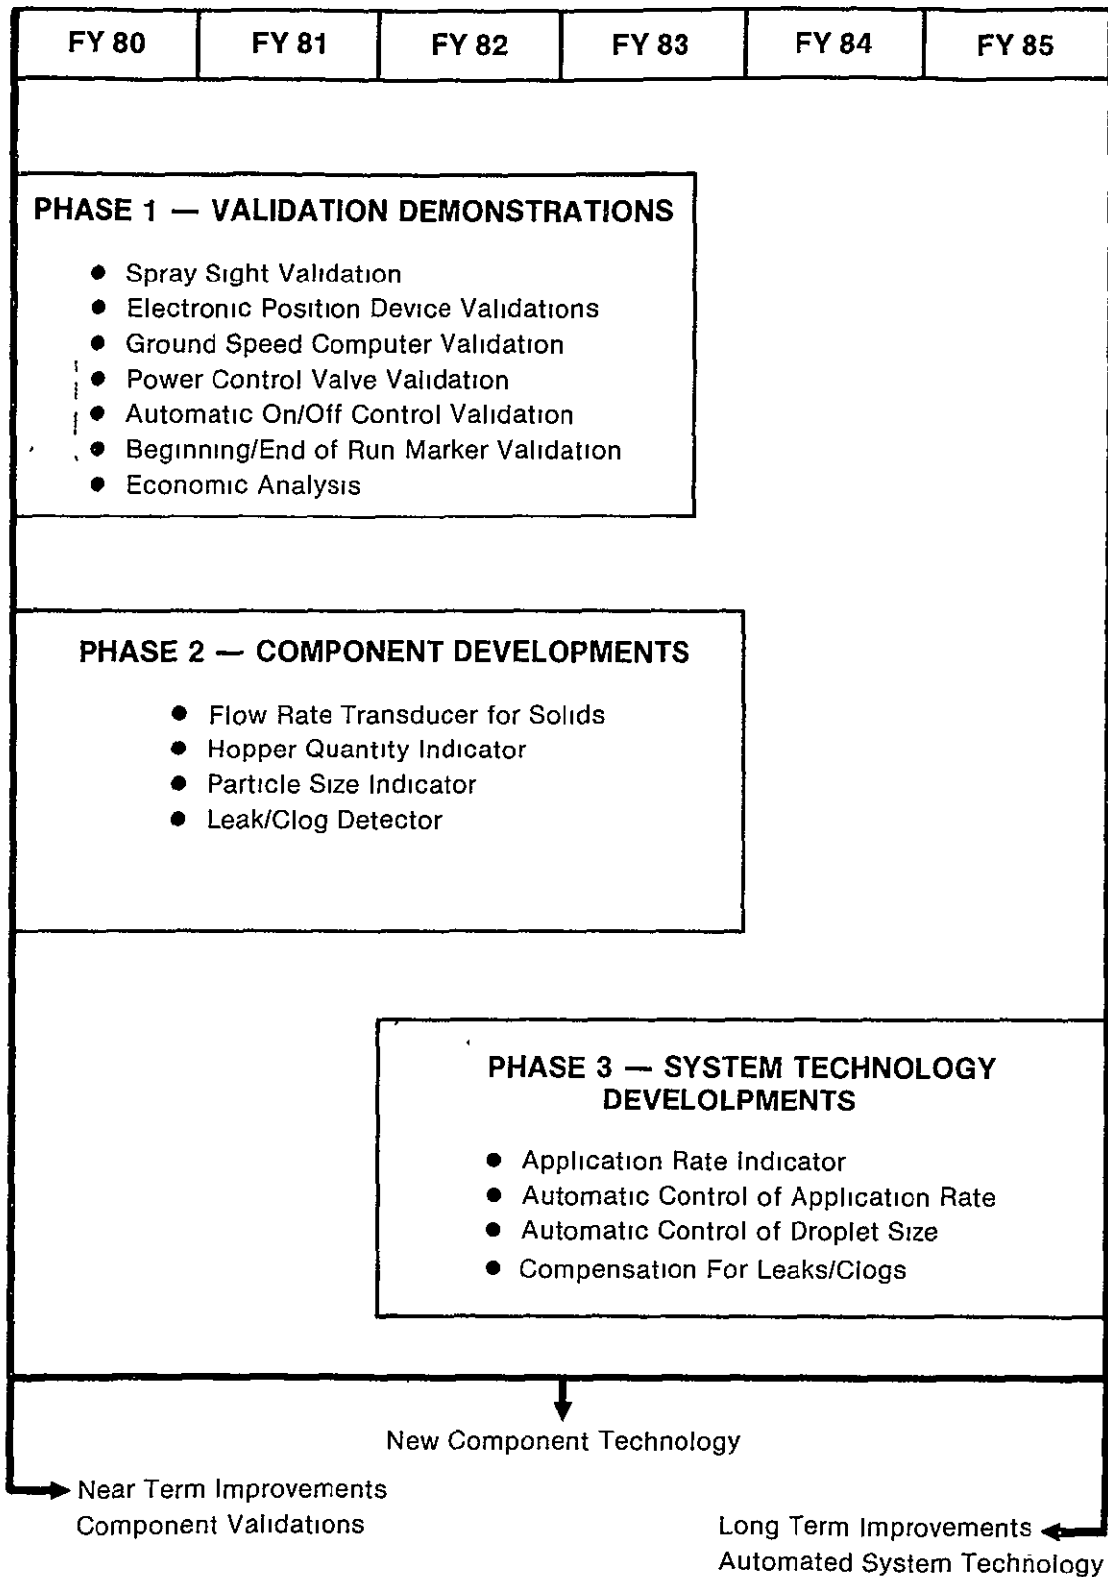 FY 80 FY 81 FY 82 FY 83 FY 84 FY 85
PHASE 1 — VALIDATION DEMONSTRATIONS
● Spray Sight Validation
● Electronic Position Device Validations
● Ground Speed Computer Validation
● Power Control Valve Validation
● Automatic On/Off Control Validation
● Beginning/End of Run Marker Validation
● Economic Analysis
PHASE 2 — COMPONENT DEVELOPMENTS
● Flow Rate Transducer for Solids
● Hopper Quantity Indicator
● Particle Size Indicator
● Leak/Clog Detector
PHASE 3 — SYSTEM TECHNOLOGY
DEVELOLPMENTS
● Application Rate Indicator
● Automatic Control of Application Rate
● Automatic Control of Droplet Size
● Compensation For Leaks/Clogs
New Component Technology
Near Term Improvements
Component Validations
Long Term Improvements
Automated System Technology